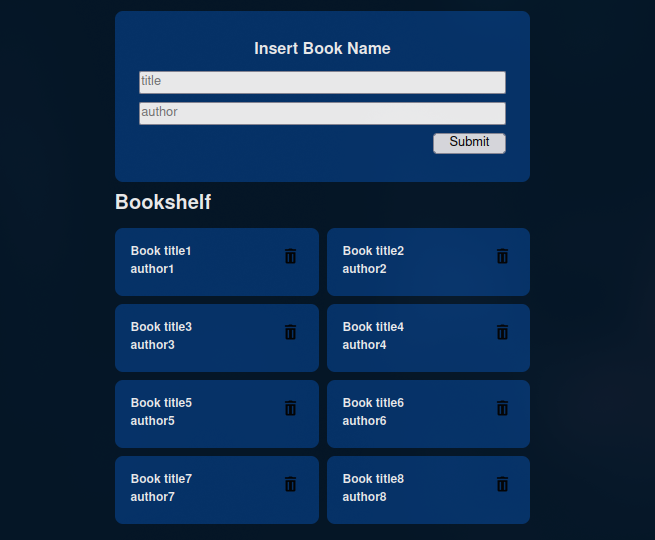 Insert Book Name
title
author
Submit
Bookshelf
Book title1
author1
Book title2
author2
Book title3
author3
Book title4
author4
Book title5
author5
Book title6
author6
Book title7
author7
Book title8
author8